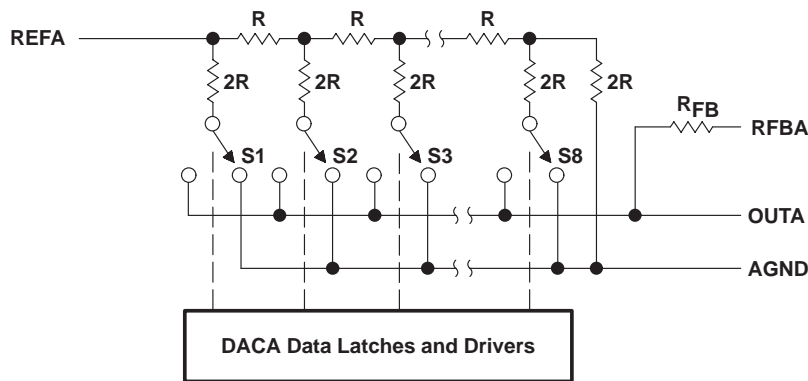 R R R
REFA
2R 2R 2R 2R 2R
RFB
RFBA
S1 S2 S3 S8
OUTA
AGND
DACA Data Latches and Drivers